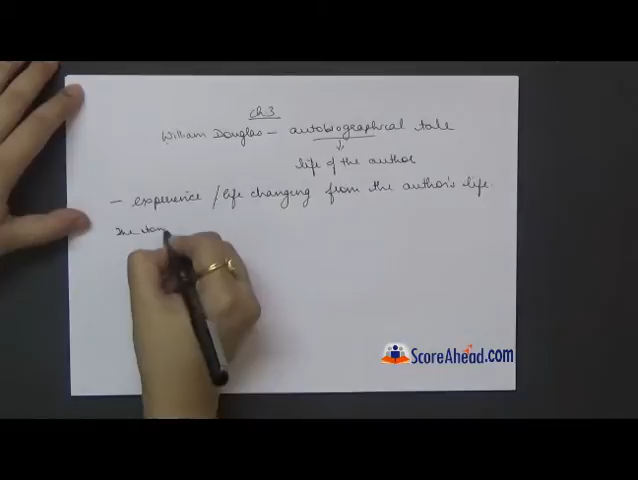 Ch 3
William Douglas - autobiographical tale
↓
life of the author
- experience / life changing from the author's life.
The
ScoreAhead.com